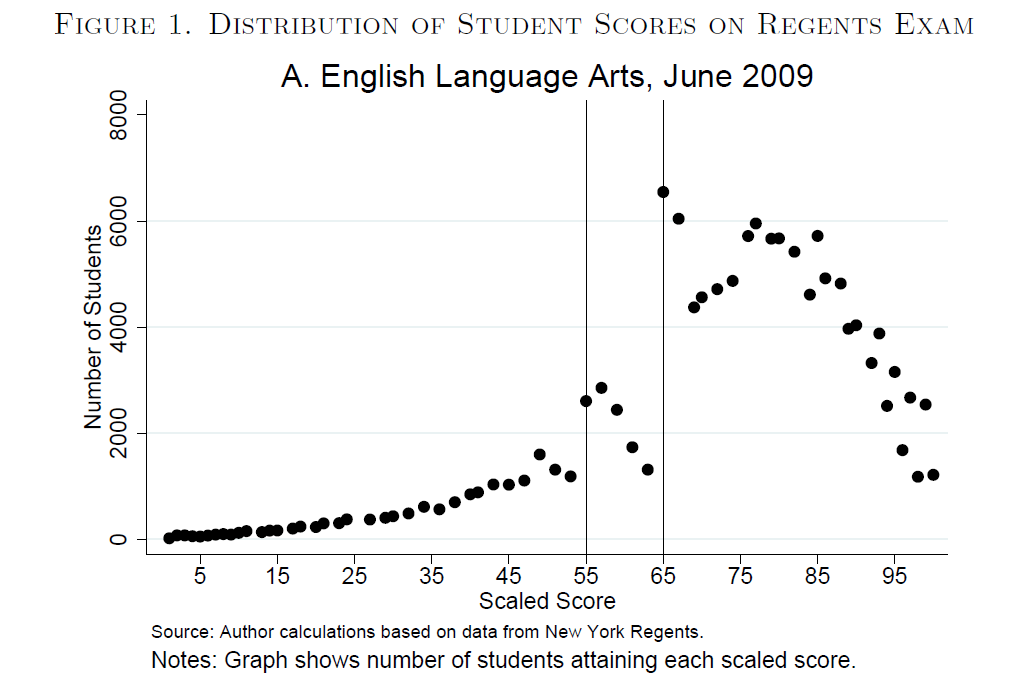 FIGURE 1. DISTRIBUTION OF STUDENT SCORES ON REGENTS EXAM
A. English Language Arts, June 2009
Number of Students
8000
6000
4000
2000
0
5 15 25 35 45 55 65 75 85 95
Scaled Score
Source: Author calculations based on data from New York Regents.
Notes: Graph shows number of students attaining each scaled score.